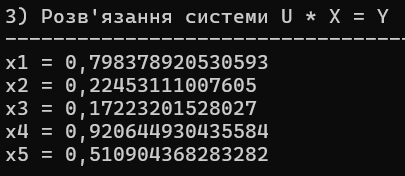 3) Розв'язання системи U * X = Y
----------------------------------
x1 = 0,798378920530593
x2 = 0,22453111007605
x3 = 0,17223201528027
x4 = 0,920644930435584
x5 = 0,510904368283282